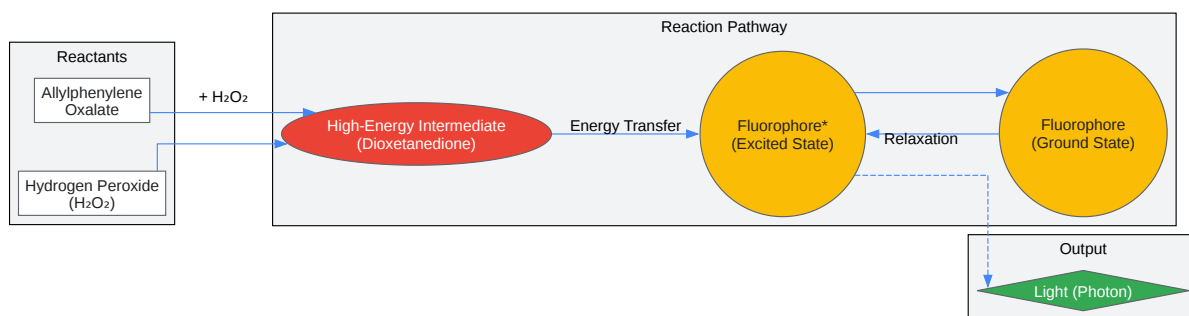 Reaction Pathway
Reactants
Allylphenylene
Oxalate
+ H₂O₂
High-Energy Intermediate
(Dioxetanedione)
Energy Transfer
Fluorophore*
(Excited State)
Relaxation
Fluorophore
(Ground State)
Hydrogen Peroxide
(H₂O₂)
Output
Light (Photon)